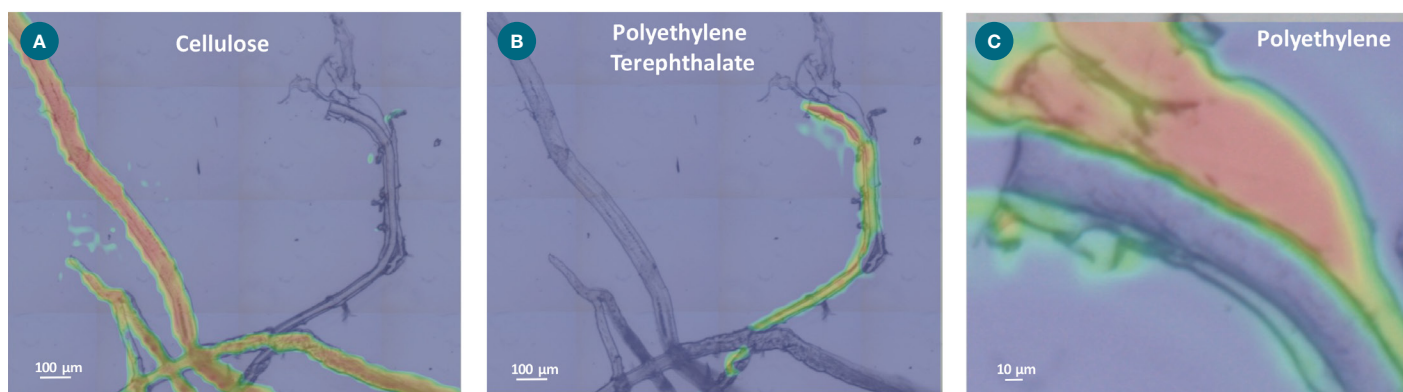 A
Cellulose
100 µm
B
Polyethylene
Terephthalate
100 µm
C
Polyethylene
10 µm